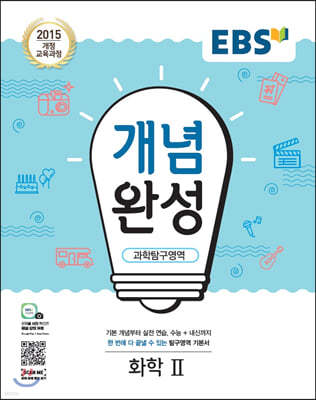 2015
개정
교육과정
EBS
개념
완성
과학탐구영역
기본 개념부터 실전 연습, 수능 + 내신까지
한 번에 다 끝낼 수 있는 탐구영역 기본서
화학 II
SCAN ME